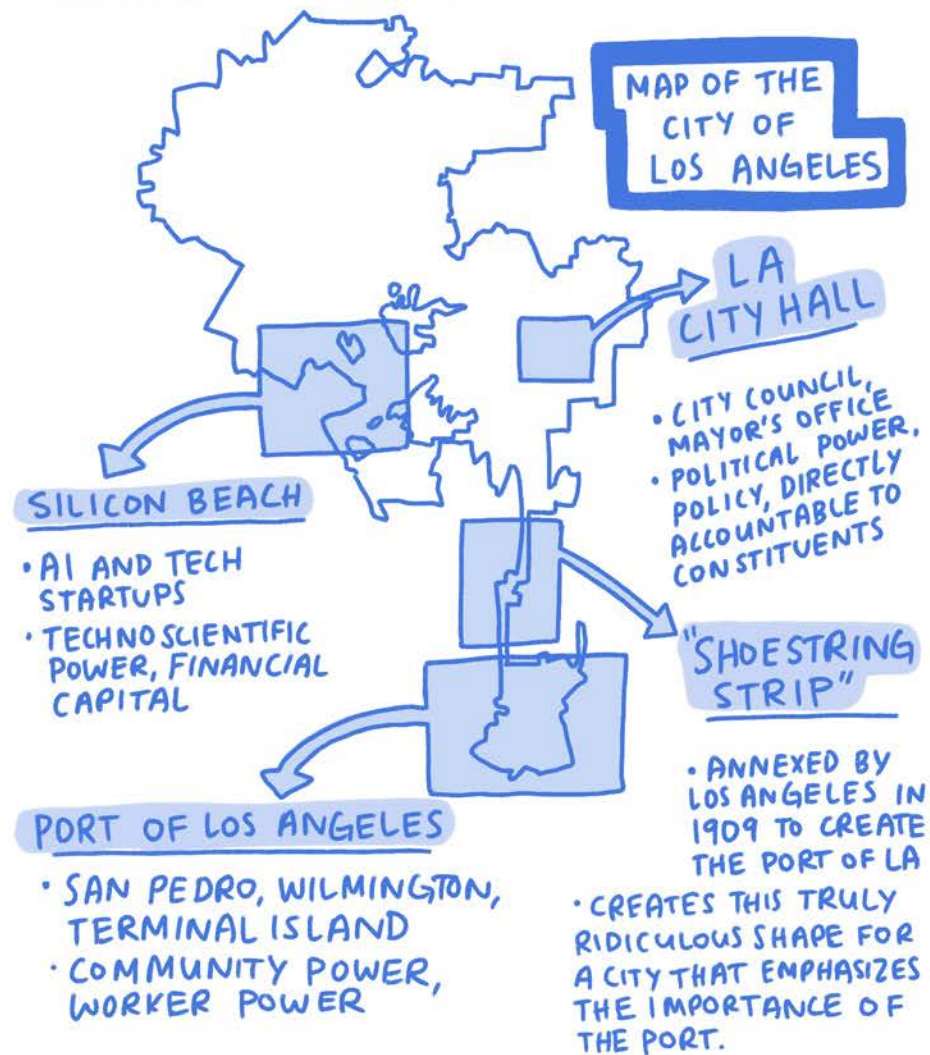 MAP OF THE
CITY OF
LOS ANGELES
LA
CITY HALL
• CITY COUNCIL,
MAYOR'S OFFICE
• POLITICAL POWER,
POLICY, DIRECTLY
ACCOUNTABLE TO
CONSTITUENTS
SILICON BEACH
• AI AND TECH
STARTUPS
• TECHNOSCIENTIFIC
POWER, FINANCIAL
CAPITAL
"SHOESTRING
STRIP"
• ANNEXED BY
LOS ANGELES IN
1909 TO CREATE
THE PORT OF LA
• CREATES THIS TRULY
RIDICULOUS SHAPE FOR
A CITY THAT EMPHASIZES
THE IMPORTANCE OF
THE PORT.
PORT OF LOS ANGELES
• SAN PEDRO, WILMINGTON,
TERMINAL ISLAND
• COMMUNITY POWER,
WORKER POWER